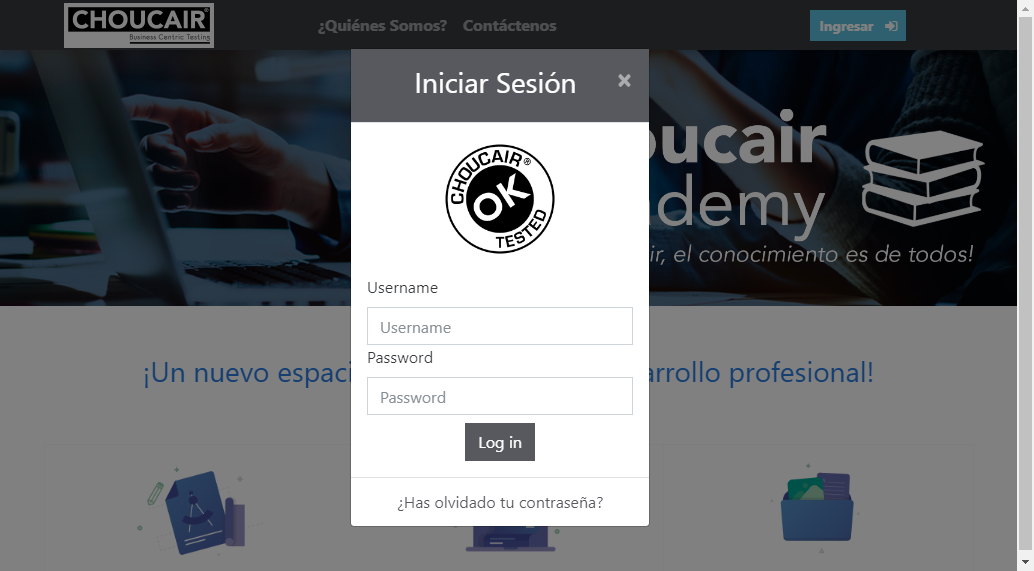 CHOUCAIR®
Business Centric Testing
¿Quiénes Somos? Contáctenos
Ingresar
Iniciar Sesión
×
CHOUCAIR®
OK
TESTED
oucair
demy
ir, el conocimiento es de todos!
Username
Username
Password
Password
Log in
¡Un nuevo espaci
arrollo profesional!
¿Has olvidado tu contraseña?